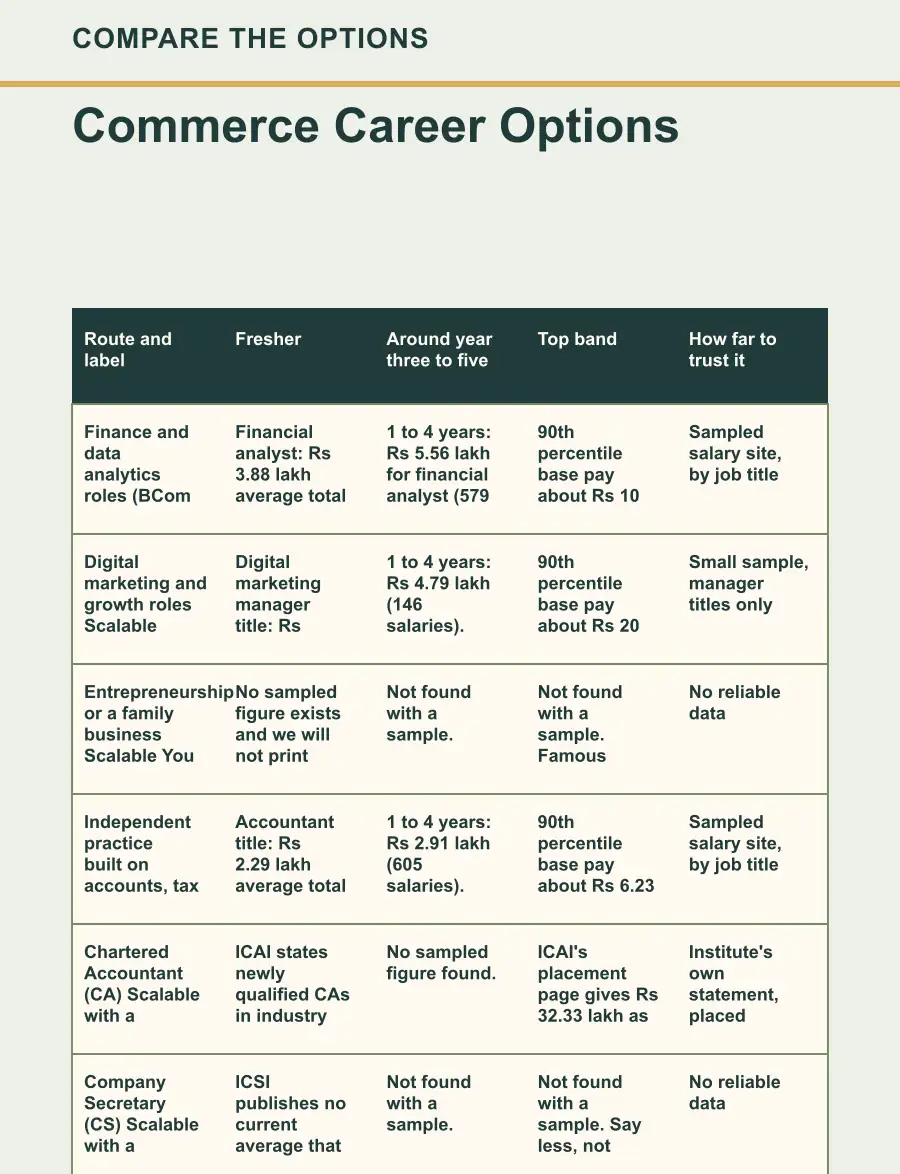 COMPARE THE OPTIONS
Commerce Career Options
Route and
label
Fresher
Around year
three to five
Top band
How far to
trust it
Finance and
data
analytics
roles (BCom
Financial
analyst: Rs
3.88 lakh
average total
1 to 4 years:
Rs 5.56 lakh
for financial
analyst (579
90th
percentile
base pay
about Rs 10
Sampled
salary site,
by job title
Digital
marketing and
growth roles
Scalable
Digital
marketing
manager
title: Rs
1 to 4 years:
Rs 4.79 lakh
(146
salaries).
90th
percentile
base pay
about Rs 20
Small sample,
manager
titles only
Entrepreneurship
or a family
business
Scalable You
No sampled
figure exists
and we will
not print
Not found
with a
sample.
Not found
with a
sample.
Famous
No reliable
data
Independent
practice
built on
accounts, tax
Accountant
title: Rs
2.29 lakh
average total
1 to 4 years:
Rs 2.91 lakh
(605
salaries).
90th
percentile
base pay
about Rs 6.23
Sampled
salary site,
by job title
Chartered
Accountant
(CA) Scalable
with a
ICAI states
newly
qualified CAs
in industry
No sampled
figure found.
ICAI's
placement
page gives Rs
32.33 lakh as
Institute's
own
statement,
placed
Company
Secretary
(CS) Scalable
with a
ICSI
publishes no
current
average that
Not found
with a
sample.
Not found
with a
sample. Say
less, not
No reliable
data